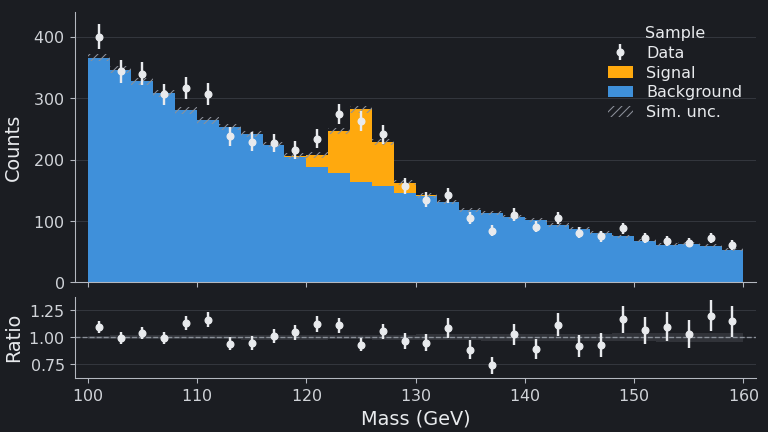 Sample
Data
Signal
Background
Sim. unc.
Counts
400
300
200
100
0
Ratio
1.25
1.00
0.75
100 110 120 130 140 150 160
Mass (GeV)